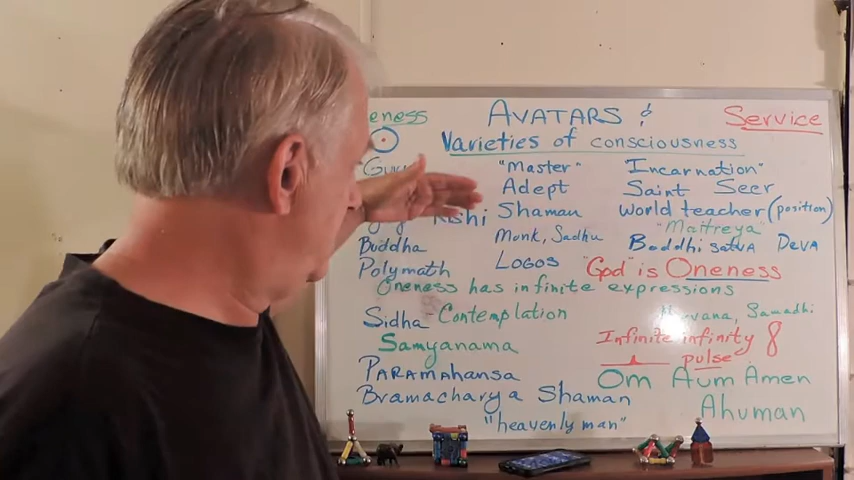 eness AVATARS & Service
Varieties of consciousness
Guru "Master" "Incarnation"
Adept Saint Seer
Rishi Shaman World teacher (position)
"Maitreya"
Buddha Monk, Sadhu Boddhisatva Deva
Polymath LOGOS "God" is Oneness
Oneness has infinite expressions
Sidha Contemplation Nirvana, Samadhi
Samyanama Infinite infinity 8
pulse
PARAMAHANSA Om Aum Amen
Bramacharya Shaman Ahuman
"heavenly man"